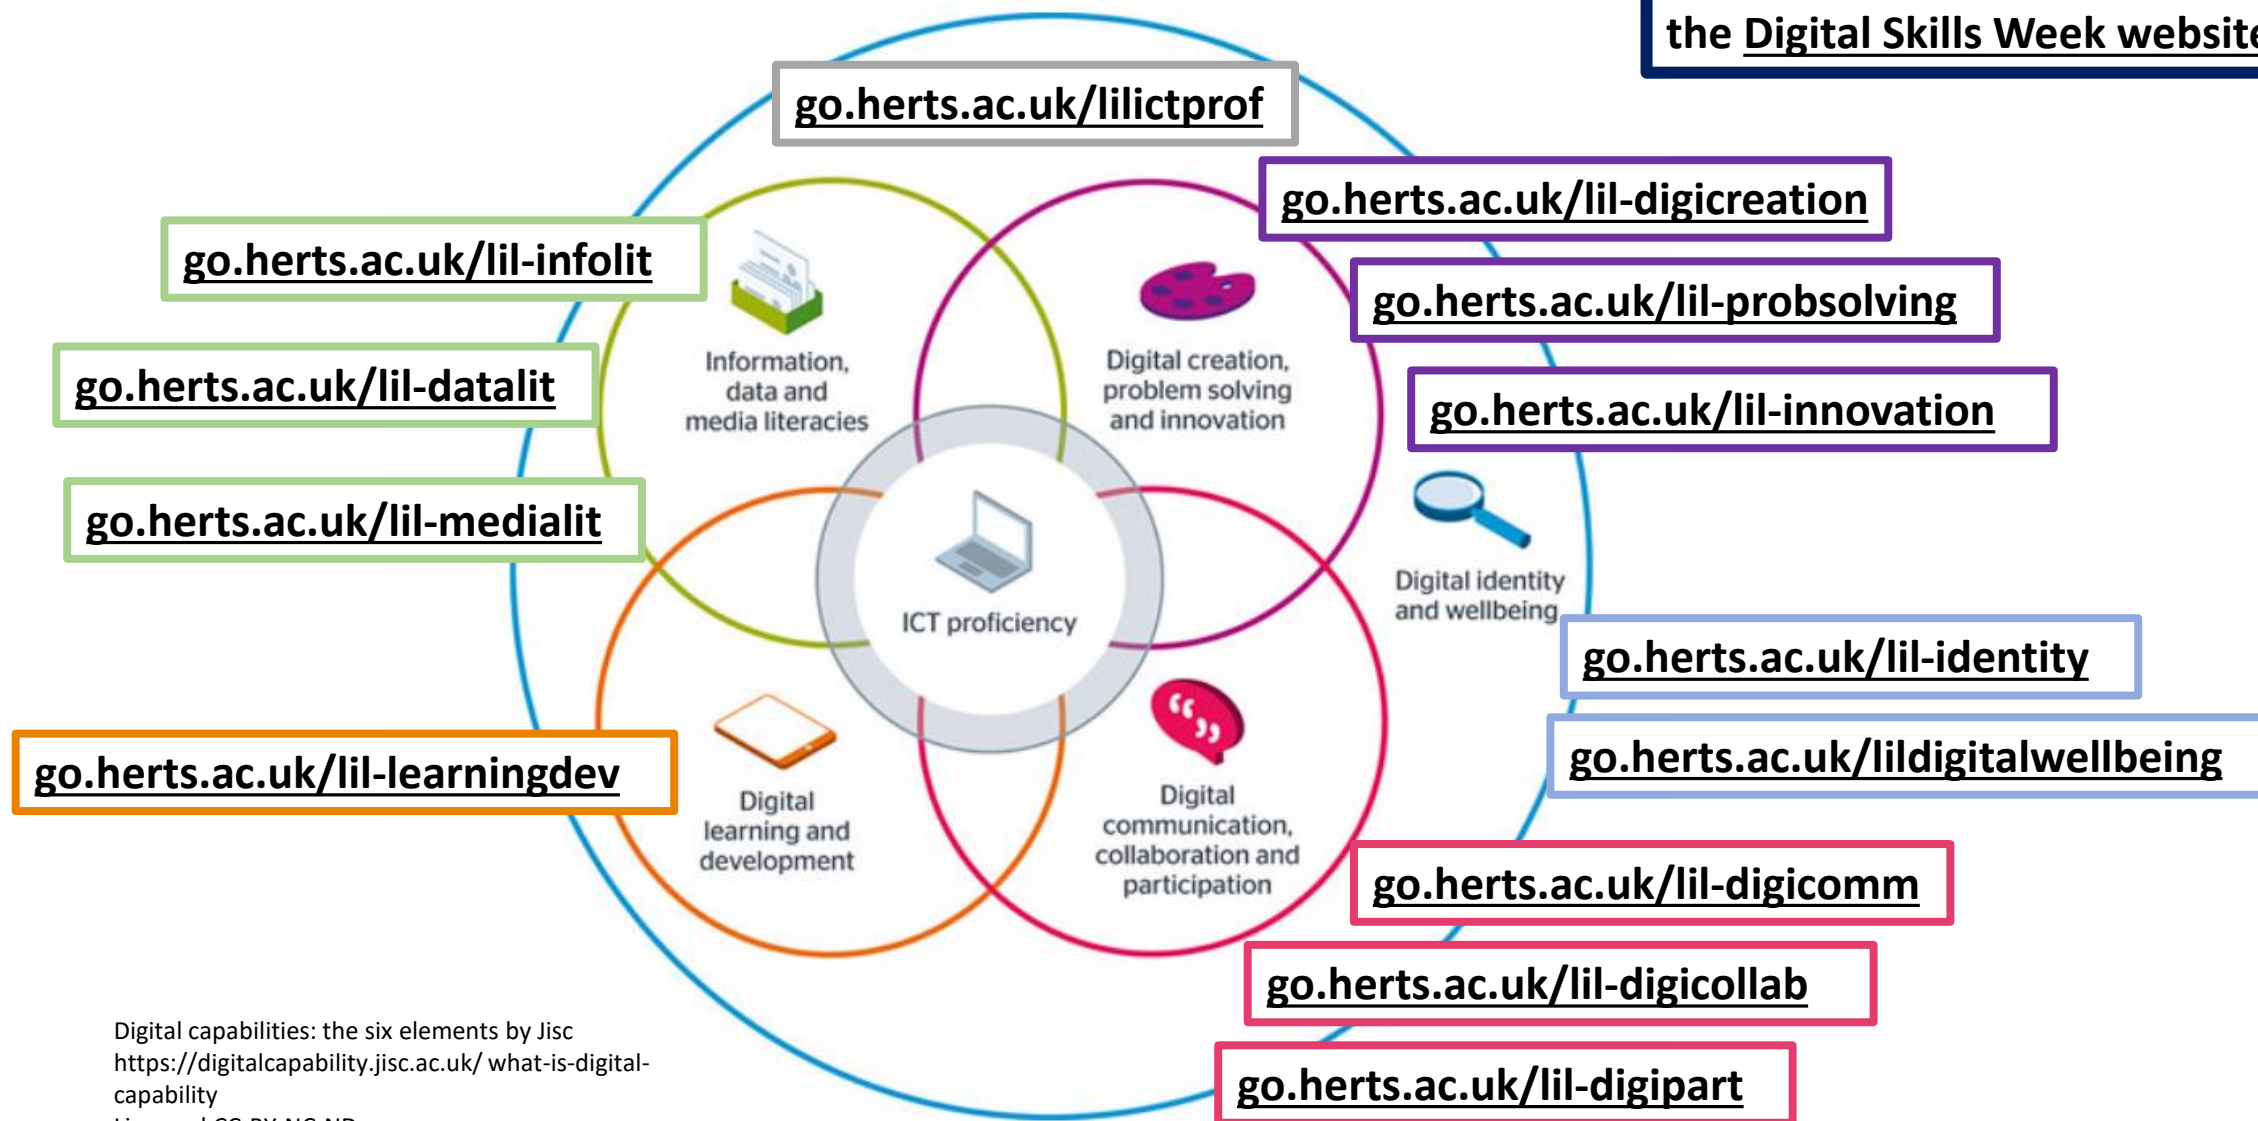 the Digital Skills Week website
go.herts.ac.uk/lilictprof
go.herts.ac.uk/lil-digicreation
go.herts.ac.uk/lil-infolit
go.herts.ac.uk/lil-probsolving
Information,
data and
media literacies
Digital creation,
problem solving
and innovation
go.herts.ac.uk/lil-datalit
go.herts.ac.uk/lil-innovation
go.herts.ac.uk/lil-medialit
ICT proficiency
Digital identity
and wellbeing
go.herts.ac.uk/lil-identity
go.herts.ac.uk/lildigitalwellbeing
go.herts.ac.uk/lil-learningdev
Digital
learning and
development
Digital
communication,
collaboration and
participation
go.herts.ac.uk/lil-digicomm
go.herts.ac.uk/lil-digicollab
go.herts.ac.uk/lil-digipart
Digital capabilities: the six elements by Jisc
https://digitalcapability.jisc.ac.uk/ what-is-digital-
capability